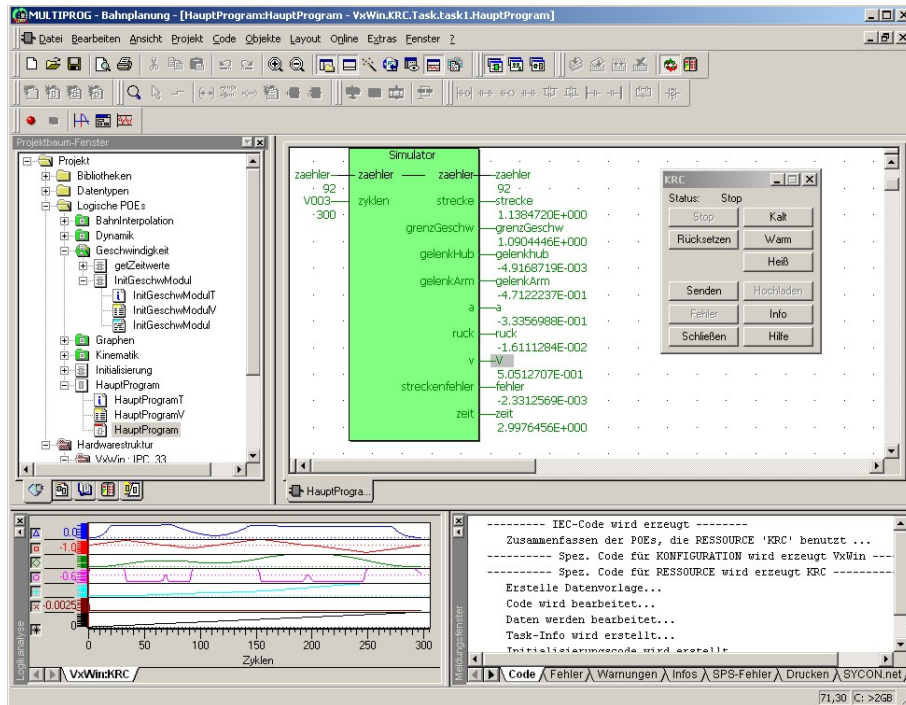 MULTIPROG - Bahnplanung - [HauptProgram:HauptProgram - VxWin.KRC.Task.task1.HauptProgram]
Datei Bearbeiten Ansicht Projekt Code Objekte Layout Online Extras Fenster ?
Projektbaum-Fenster
Projekt
Bibliotheken
Datentypen
Logische POEs
BahnInterpolation
Dynamik
Geschwindigkeit
getZeitwerte
InitGeschwModul
InitGeschwModulT
InitGeschwModulV
InitGeschwModul
Graphen
Kinematik
Initialisierung
HauptProgram
HauptProgramT
HauptProgramV
HauptProgram
Hardwarestruktur
VxWin : IPC_33
Simulator
zaehler zaehler zaehler zaehler
92 92
V003 zyklen strecke strecke
300 1.1384720E+000
grenzGeschw grenzGeschw
1.0904446E+000
gelenkHub gelenkhub
-4.9168719E-003
gelenkArm gelenkArm
-4.7122237E-001
a a
-3.3356988E-001
ruck ruck
-1.6111284E-002
v V
5.0512707E-001
streckenfehler fehler
-2.3312569E-003
zeit zeit
2.9976456E+000
HauptProgra...
KRC
Status: Stop
Stop Kalt
Rücksetzen Warm
Heiß
Senden Hochladen
Fehler Info
Schließen Hilfe
Logikanalyse
0.0
-1.0
-0.6
-0.0025
0
0 50 100 150 200 250 300
Zyklen
VxWin:KRC
Meldungsfenster
--------- IEC-Code wird erzeugt --------
Zusammenfassen der POEs, die RESSOURCE 'KRC' benutzt ...
--------- Spez. Code für KONFIGURATION wird erzeugt VxWin ---
--------- Spez. Code für RESSOURCE wird erzeugt KRC ---------
Erstelle Datenvorlage...
Code wird bearbeitet...
Daten werden bearbeitet...
Task-Info wird erstellt...
Initialisierungscode wird erstellt
Code Fehler Warnungen Infos SPS-Fehler Drucken SYCON.net
71,30 C: >2GB